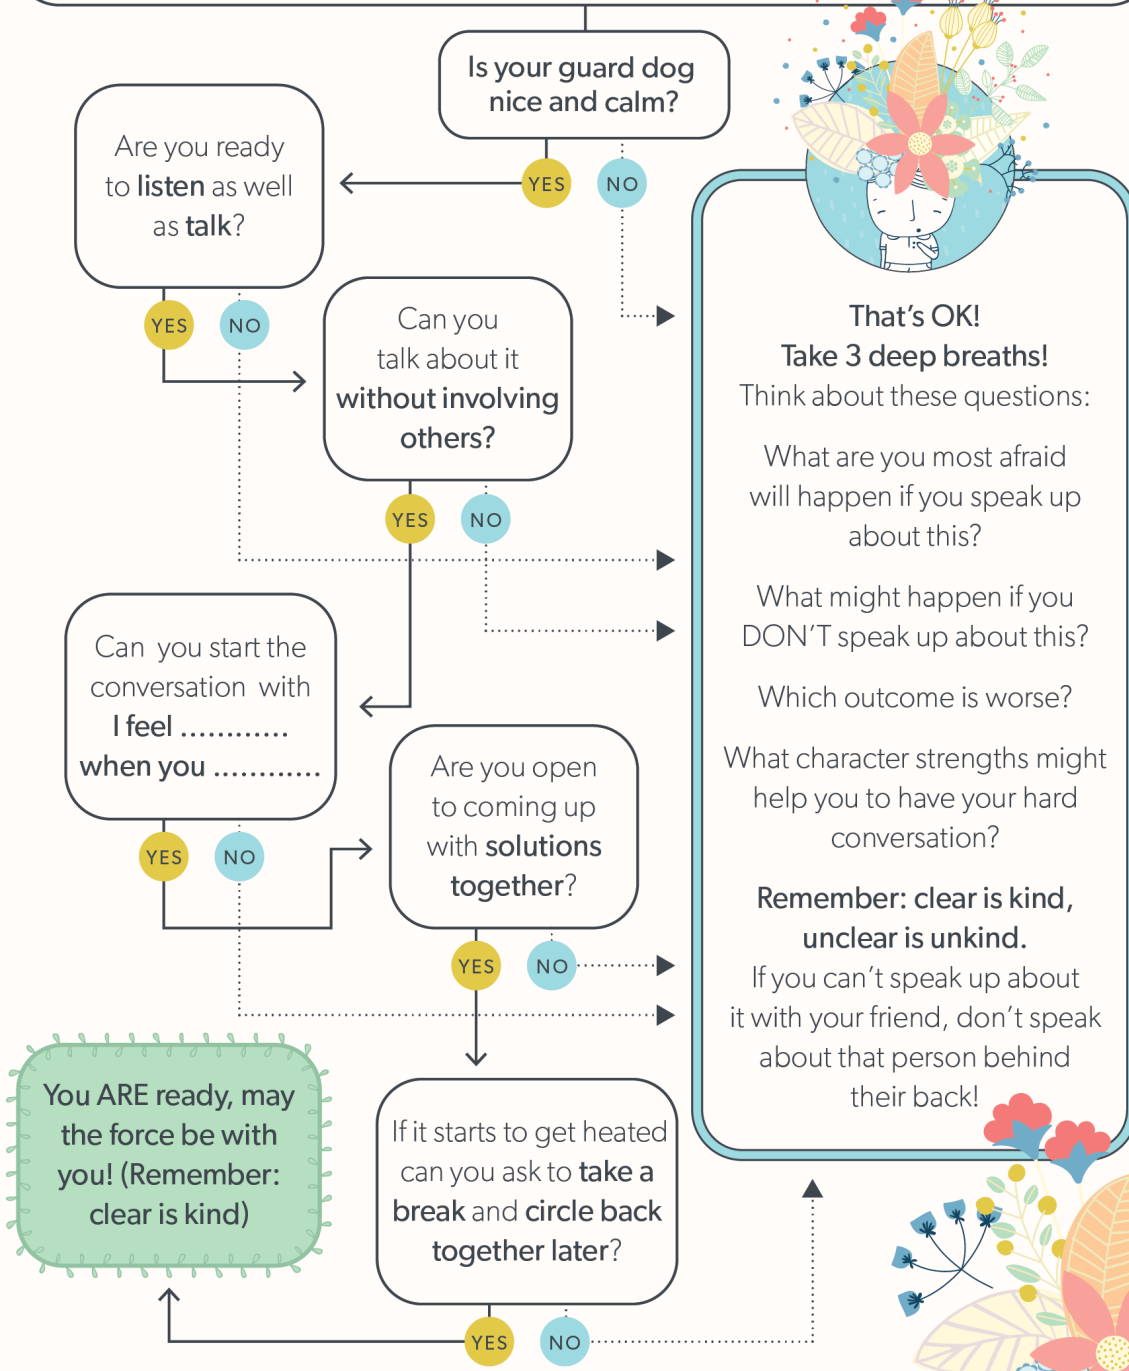 Is your guard dog
nice and calm?
YES
NO
Are you ready
to listen as well
as talk?
YES
NO
Can you
talk about it
without involving
others?
YES
NO
Can you start the
conversation with
I feel ............
when you ............
YES
NO
Are you open
to coming up
with solutions
together?
YES
NO
If it starts to get heated
can you ask to take a
break and circle back
together later?
YES
NO
You ARE ready, may
the force be with
you! (Remember:
clear is kind)
That's OK!
Take 3 deep breaths!
Think about these questions:
What are you most afraid
will happen if you speak up
about this?
What might happen if you
DON'T speak up about this?
Which outcome is worse?
What character strengths might
help you to have your hard
conversation?
Remember: clear is kind,
unclear is unkind.
If you can't speak up about
it with your friend, don't speak
about that person behind
their back!